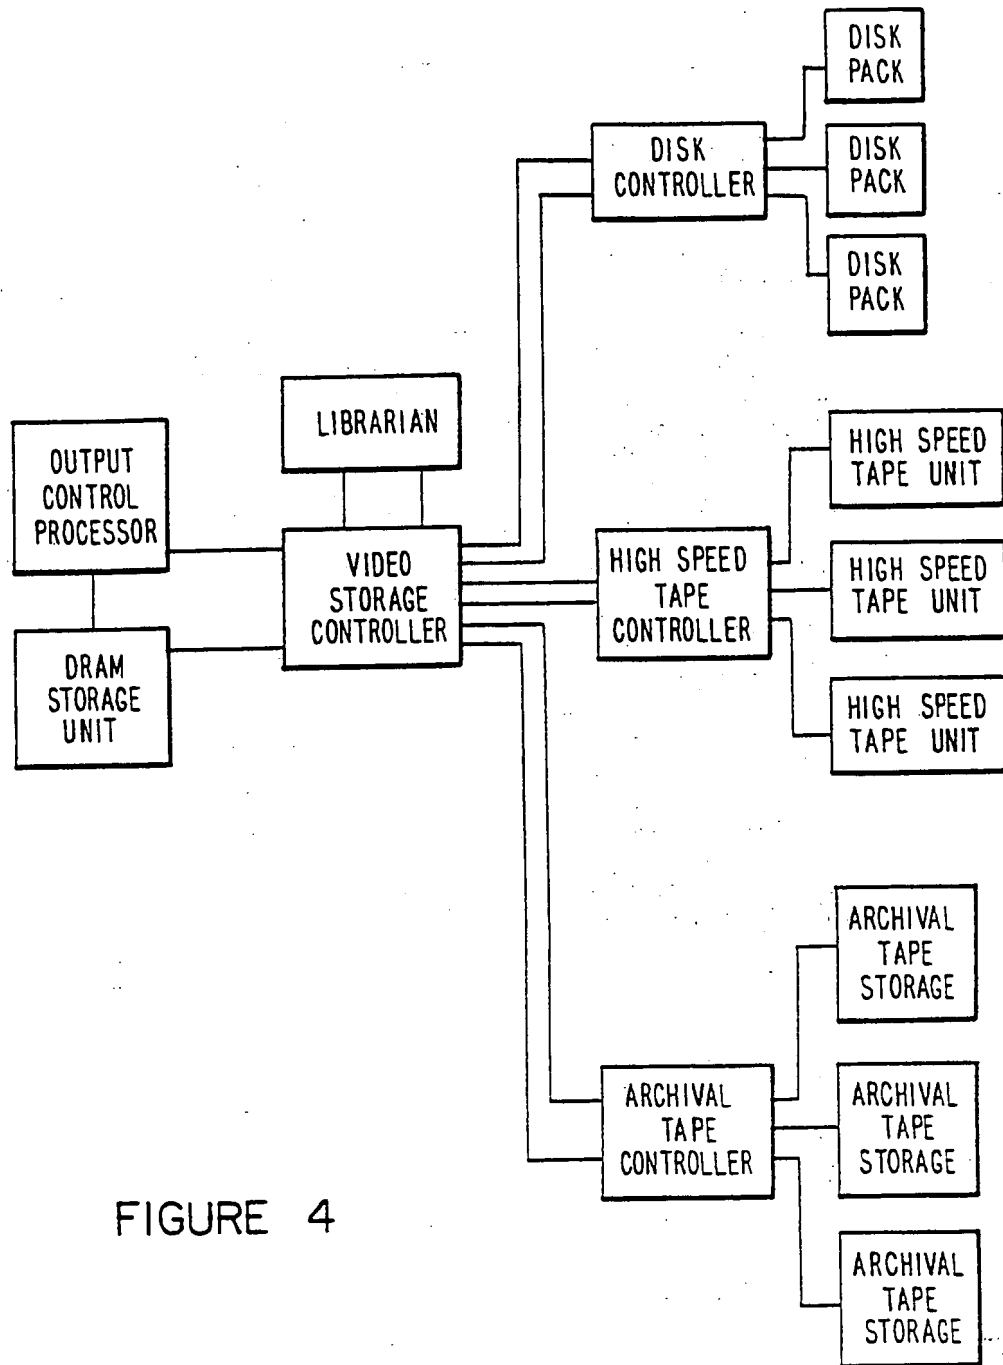 DISK
PACK
DISK
CONTROLLER
DISK
PACK
DISK
PACK
LIBRARIAN
OUTPUT
CONTROL
PROCESSOR
VIDEO
STORAGE
CONTROLLER
DRAM
STORAGE
UNIT
HIGH SPEED
TAPE
CONTROLLER
HIGH SPEED
TAPE UNIT
HIGH SPEED
TAPE UNIT
HIGH SPEED
TAPE UNIT
ARCHIVAL
TAPE
CONTROLLER
ARCHIVAL
TAPE
STORAGE
ARCHIVAL
TAPE
STORAGE
ARCHIVAL
TAPE
STORAGE
FIGURE 4